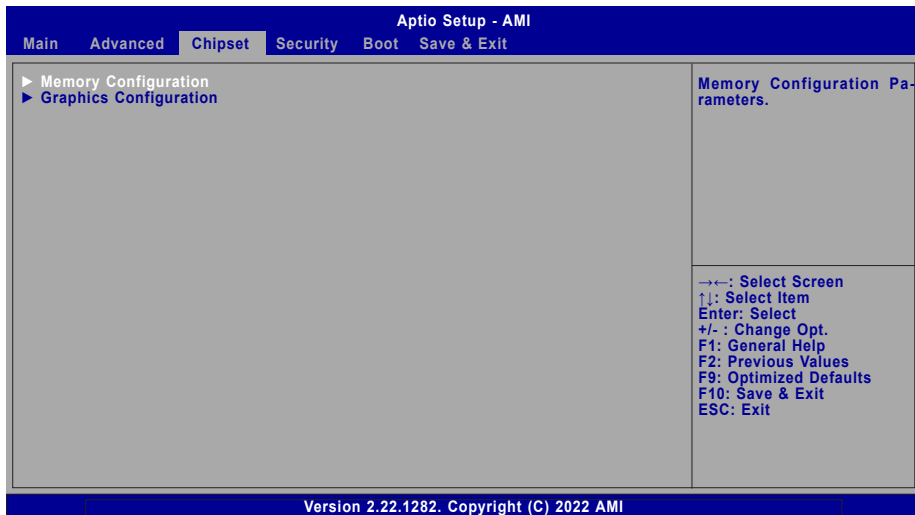 Aptio Setup - AMI
Main Advanced Chipset Security Boot Save & Exit
► Memory Configuration
► Graphics Configuration
Memory Configuration Pa-
rameters.
→←: Select Screen
↑↓: Select Item
Enter: Select
+/- : Change Opt.
F1: General Help
F2: Previous Values
F9: Optimized Defaults
F10: Save & Exit
ESC: Exit
Version 2.22.1282. Copyright (C) 2022 AMI